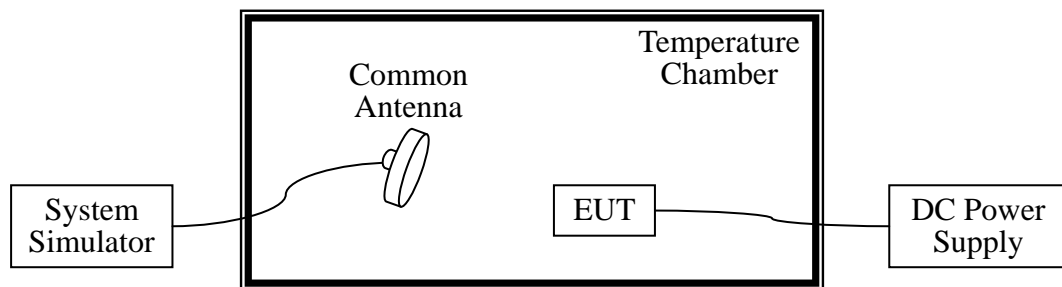 Temperature
Chamber
Common
Antenna
System
Simulator
EUT
DC Power
Supply